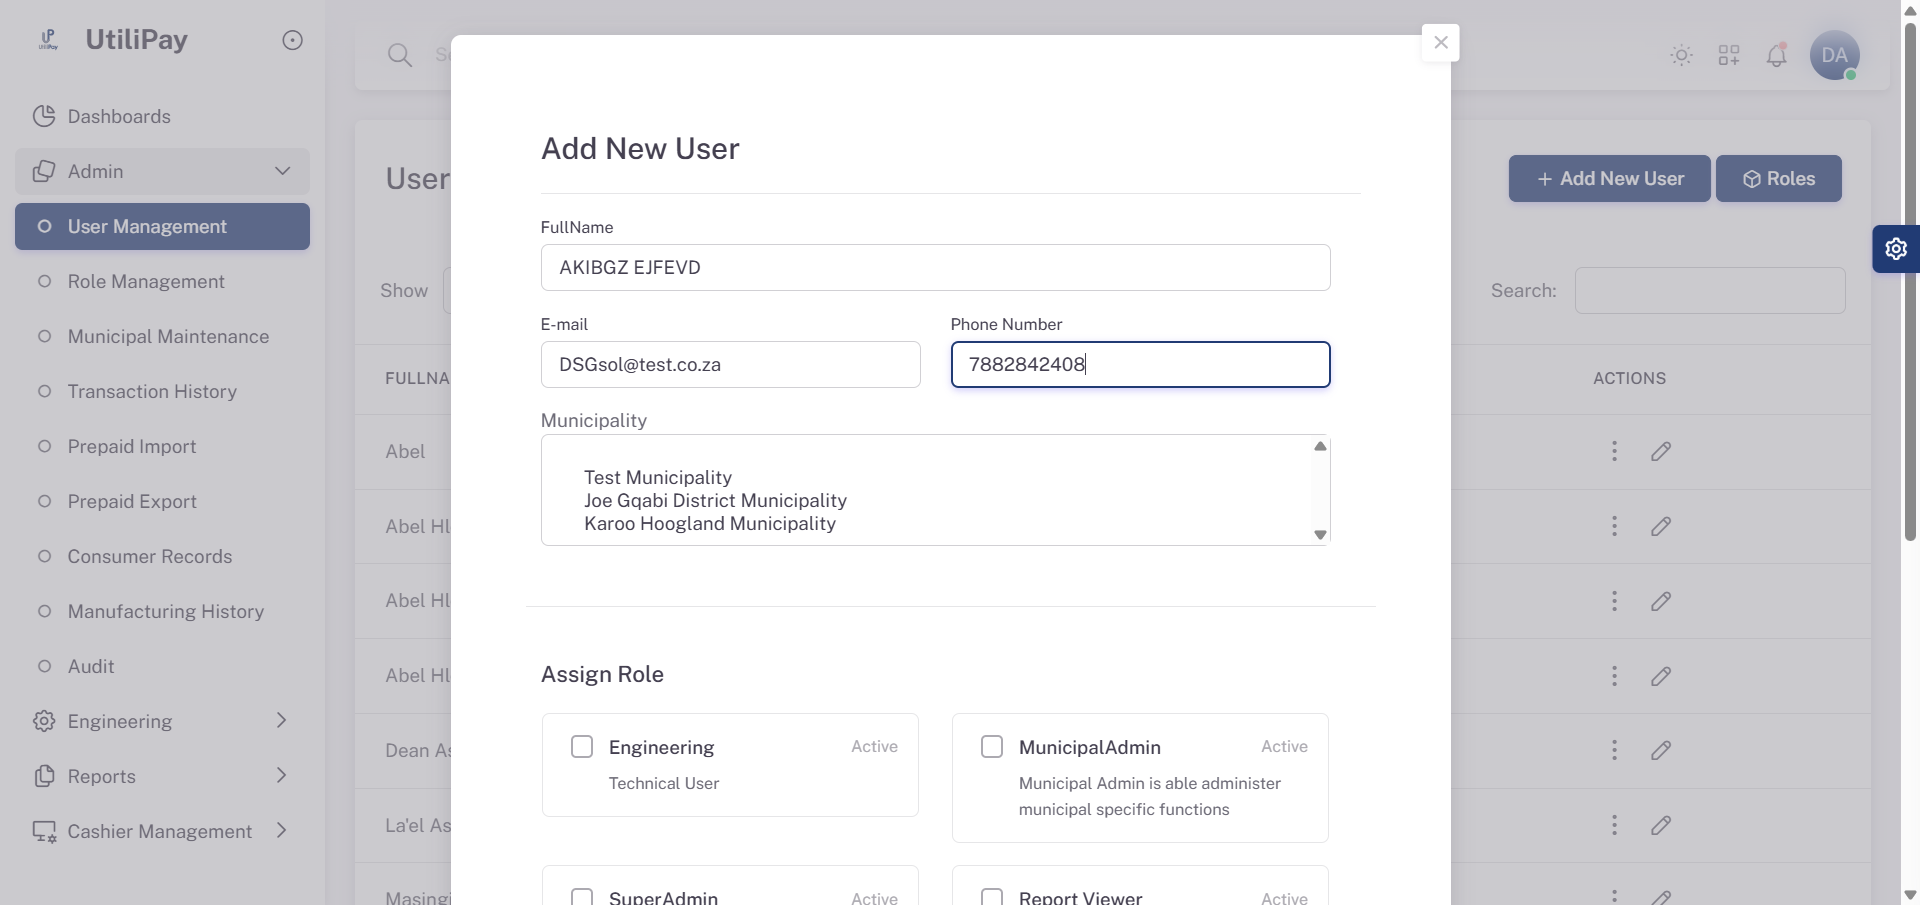 UP
UtiliPay
UtiliPay
Dashboards
Admin
User Management
Role Management
Municipal Maintenance
Transaction History
Prepaid Import
Prepaid Export
Consumer Records
Manufacturing History
Audit
Engineering
Reports
Cashier Management
DA
User
+ Add New User
Roles
Show
Search:
FULLNA
ACTIONS
Abel
Abel Hl
Abel Hl
Abel Hl
Dean As
La'el As
Masingi
Add New User
FullName
AKIBGZ EJFEVD
E-mail
Phone Number
DSGsol@test.co.za
7882842408
Municipality
Test Municipality
Joe Gqabi District Municipality
Karoo Hoogland Municipality
Assign Role
Engineering
Active
Technical User
MunicipalAdmin
Active
Municipal Admin is able administer
municipal specific functions
SuperAdmin
Active
Report Viewer
Active